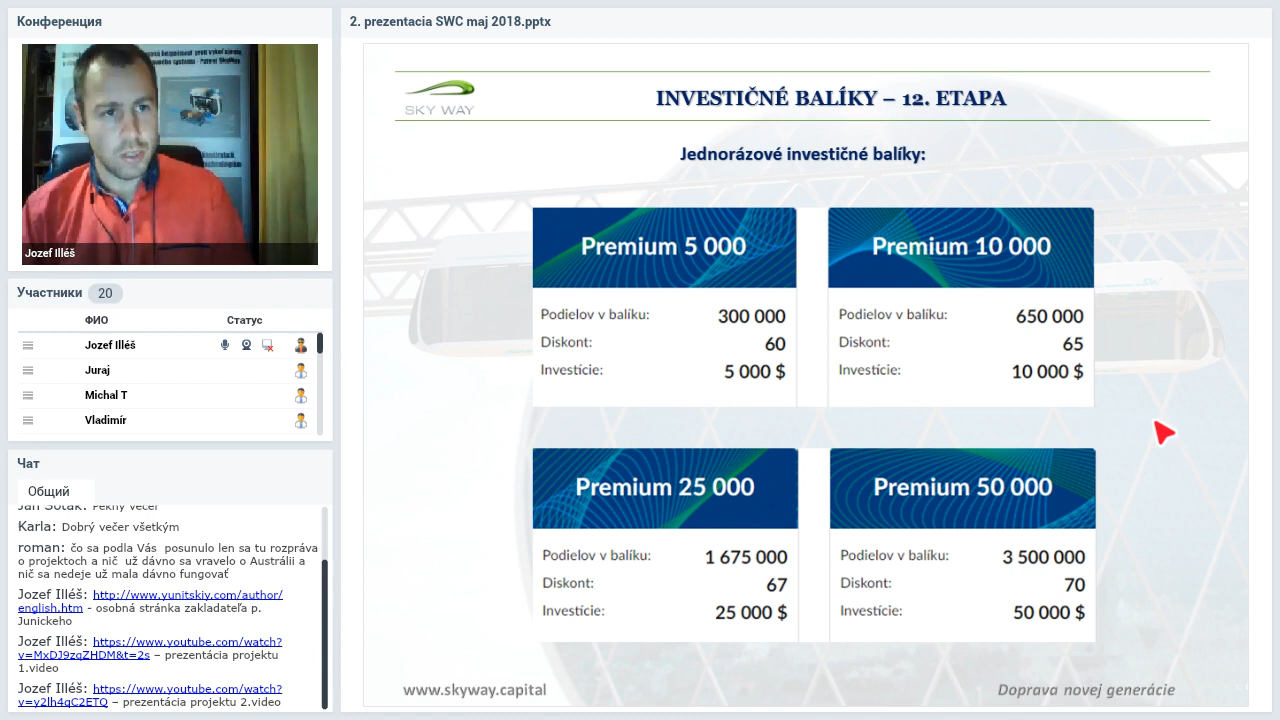 Конференция
Jozef Illéš
Участники 20
ФИО Статус
Jozef Illéš
Juraj
Michal T
Vladimír
Чат
Общий
Ján Šoták: Pekný večer
Karla: Dobrý večer všetkým
roman: čo sa podla Vás posunulo len sa tu rozpráva
o projektoch a nič už dávno sa vravelo o Austrálii a
nič sa nedeje už mala dávno fungovať
Jozef Illéš: http://www.yunitskiy.com/author/
english.htm - osobná stránka zakladateľa p.
Junickeho
Jozef Illéš: https://www.youtube.com/watch?
v=MxDJ9zqZHDM&t=2s – prezentácia projektu
1.video
Jozef Illéš: https://www.youtube.com/watch?
v=y2lh4qC2ETQ – prezentácia projektu 2.video
2. prezentacia SWC maj 2018.pptx
SKY WAY
INVESTIČNÉ BALÍKY – 12. ETAPA
Jednorázové investičné balíky:
Premium 5 000
Podielov v balíku: 300 000
Diskont: 60
Investície: 5 000 $
Premium 10 000
Podielov v balíku: 650 000
Diskont: 65
Investície: 10 000 $
Premium 25 000
Podielov v balíku: 1 675 000
Diskont: 67
Investície: 25 000 $
Premium 50 000
Podielov v balíku: 3 500 000
Diskont: 70
Investície: 50 000 $
www.skyway.capital
Doprava novej generácie